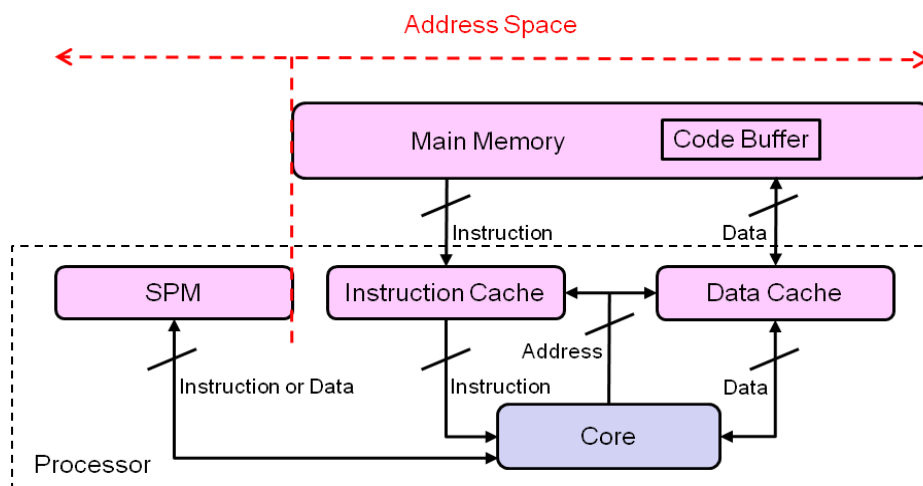 Address Space
Main Memory
Code Buffer
Instruction
Data
SPM
Instruction Cache
Data Cache
Address
Instruction or Data
Instruction
Data
Core
Processor